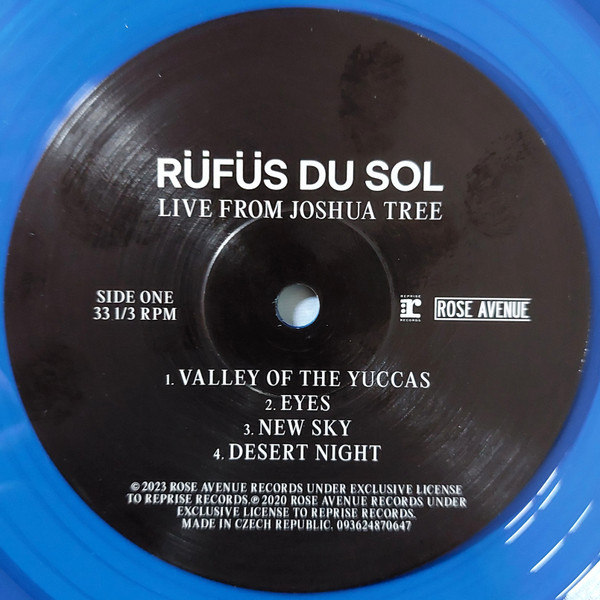 RÜFÜS DU SOL
LIVE FROM JOSHUA TREE
SIDE ONE
33 1/3 RPM
REPRISE
r
RECORDS
ROSE AVENUE
1. VALLEY OF THE YUCCAS
2. EYES
3. NEW SKY
4. DESERT NIGHT
© 2023 ROSE AVENUE RECORDS UNDER EXCLUSIVE LICENSE
TO REPRISE RECORDS.℗ 2020 ROSE AVENUE RECORDS UNDER
EXCLUSIVE LICENSE TO REPRISE RECORDS.
MADE IN CZECH REPUBLIC. 093624870647